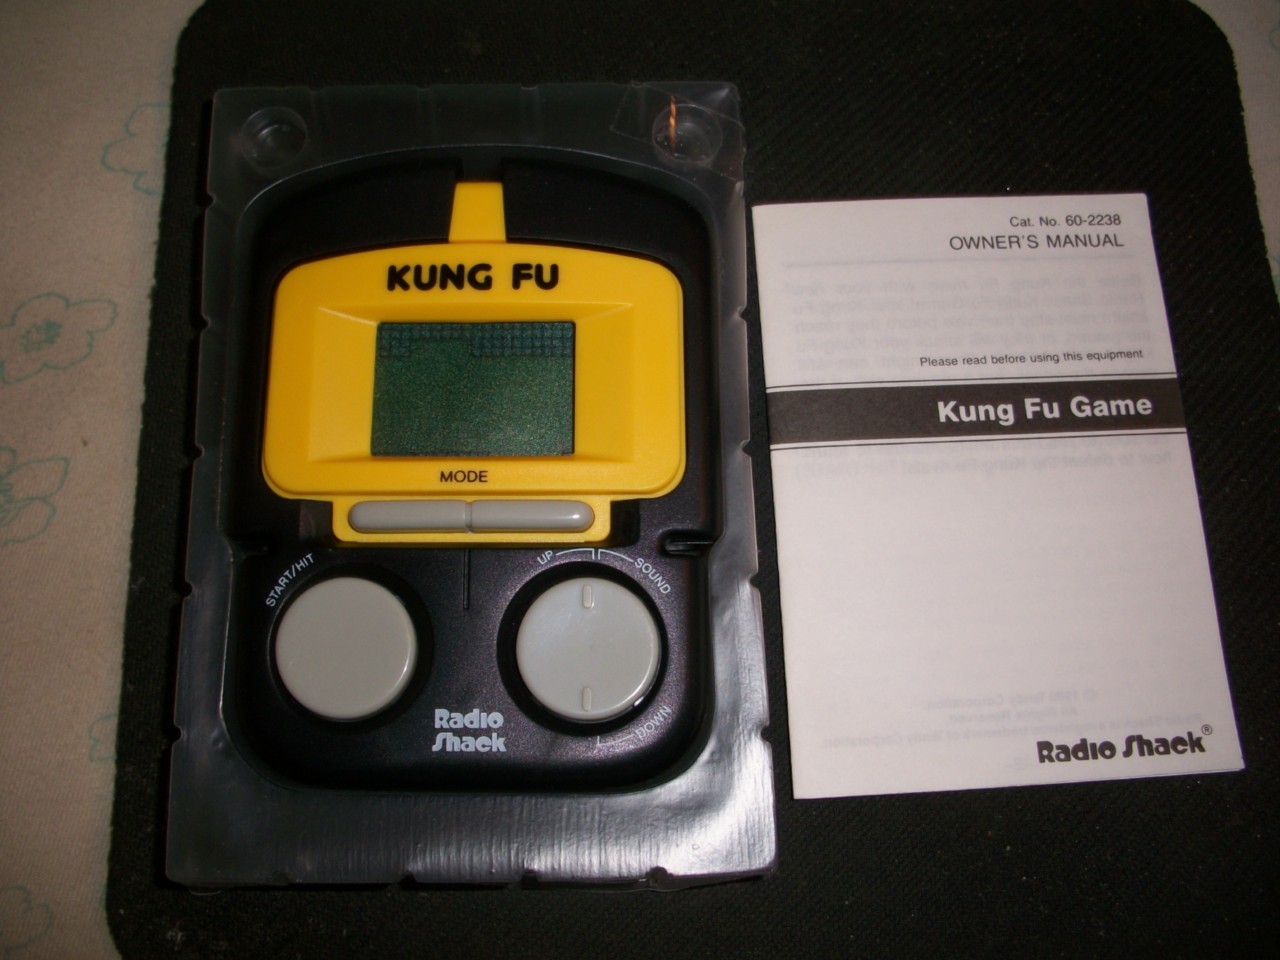 KUNG FU
MODE
START/HIT
UP
SOUND
DOWN
Radio
Shack
Cat. No. 60-2238
OWNER'S MANUAL
Please read before using this equipment
Kung Fu Game
Radio Shack®